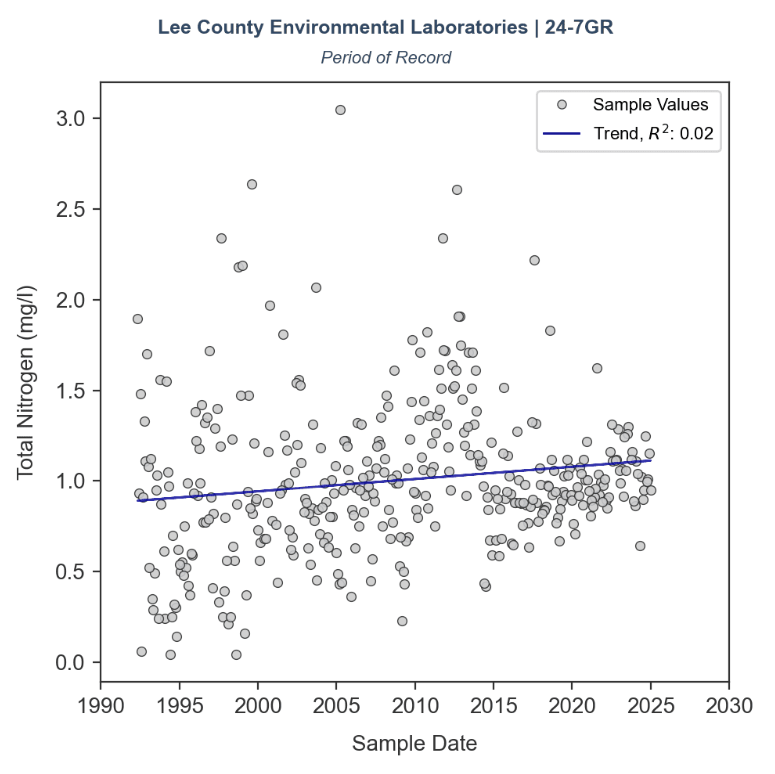 Lee County Environmental Laboratories | 24-7GR
Period of Record
Sample Values
Trend, R²: 0.02
3.0
2.5
2.0
1.5
1.0
0.5
0.0
Total Nitrogen (mg/l)
1990 1995 2000 2005 2010 2015 2020 2025 2030
Sample Date